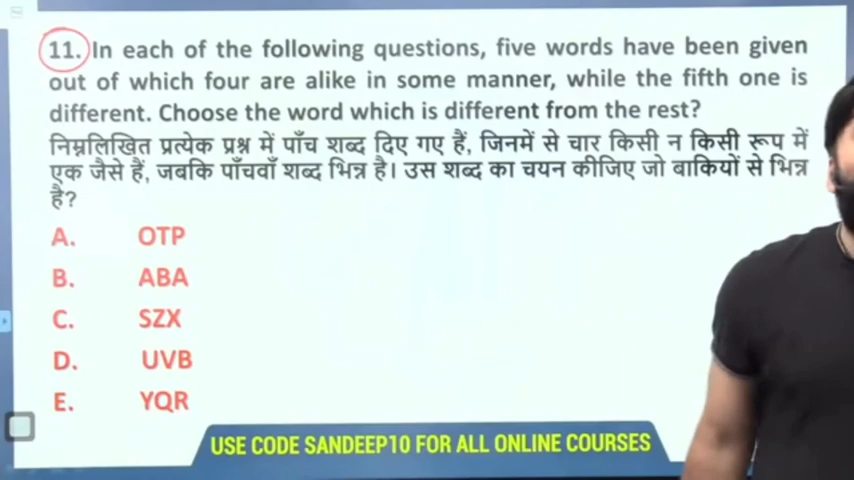 11. In each of the following questions, five words have been given
out of which four are alike in some manner, while the fifth one is
different. Choose the word which is different from the rest?
निम्नलिखित प्रत्येक प्रश्न में पाँच शब्द दिए गए हैं, जिनमें से चार किसी न किसी रूप में
एक जैसे हैं, जबकि पाँचवाँ शब्द भिन्न है। उस शब्द का चयन कीजिए जो बाकियों से भिन्न
है?
A. OTP
B. ABA
C. SZX
D. UVB
E. YQR
USE CODE SANDEEP10 FOR ALL ONLINE COURSES